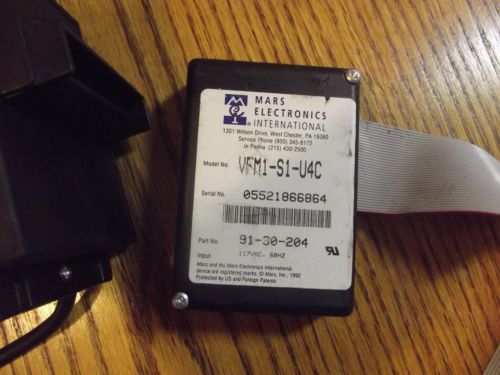 MEI
MARS
ELECTRONICS
INTERNATIONAL
1301 Wilson Drive, West Chester, PA 19380
Service Phone (800) 345-8172
In Penna (215) 430-2500
Model No. VFM1-S1-U4C
Serial No. 05521866864
Part No. 91-30-204
Input 117VAC, 60HZ
Mars and the Mars Electronics International
device are registered marks. © Mars, Inc., 1992
Protected by US and Foreign Patents